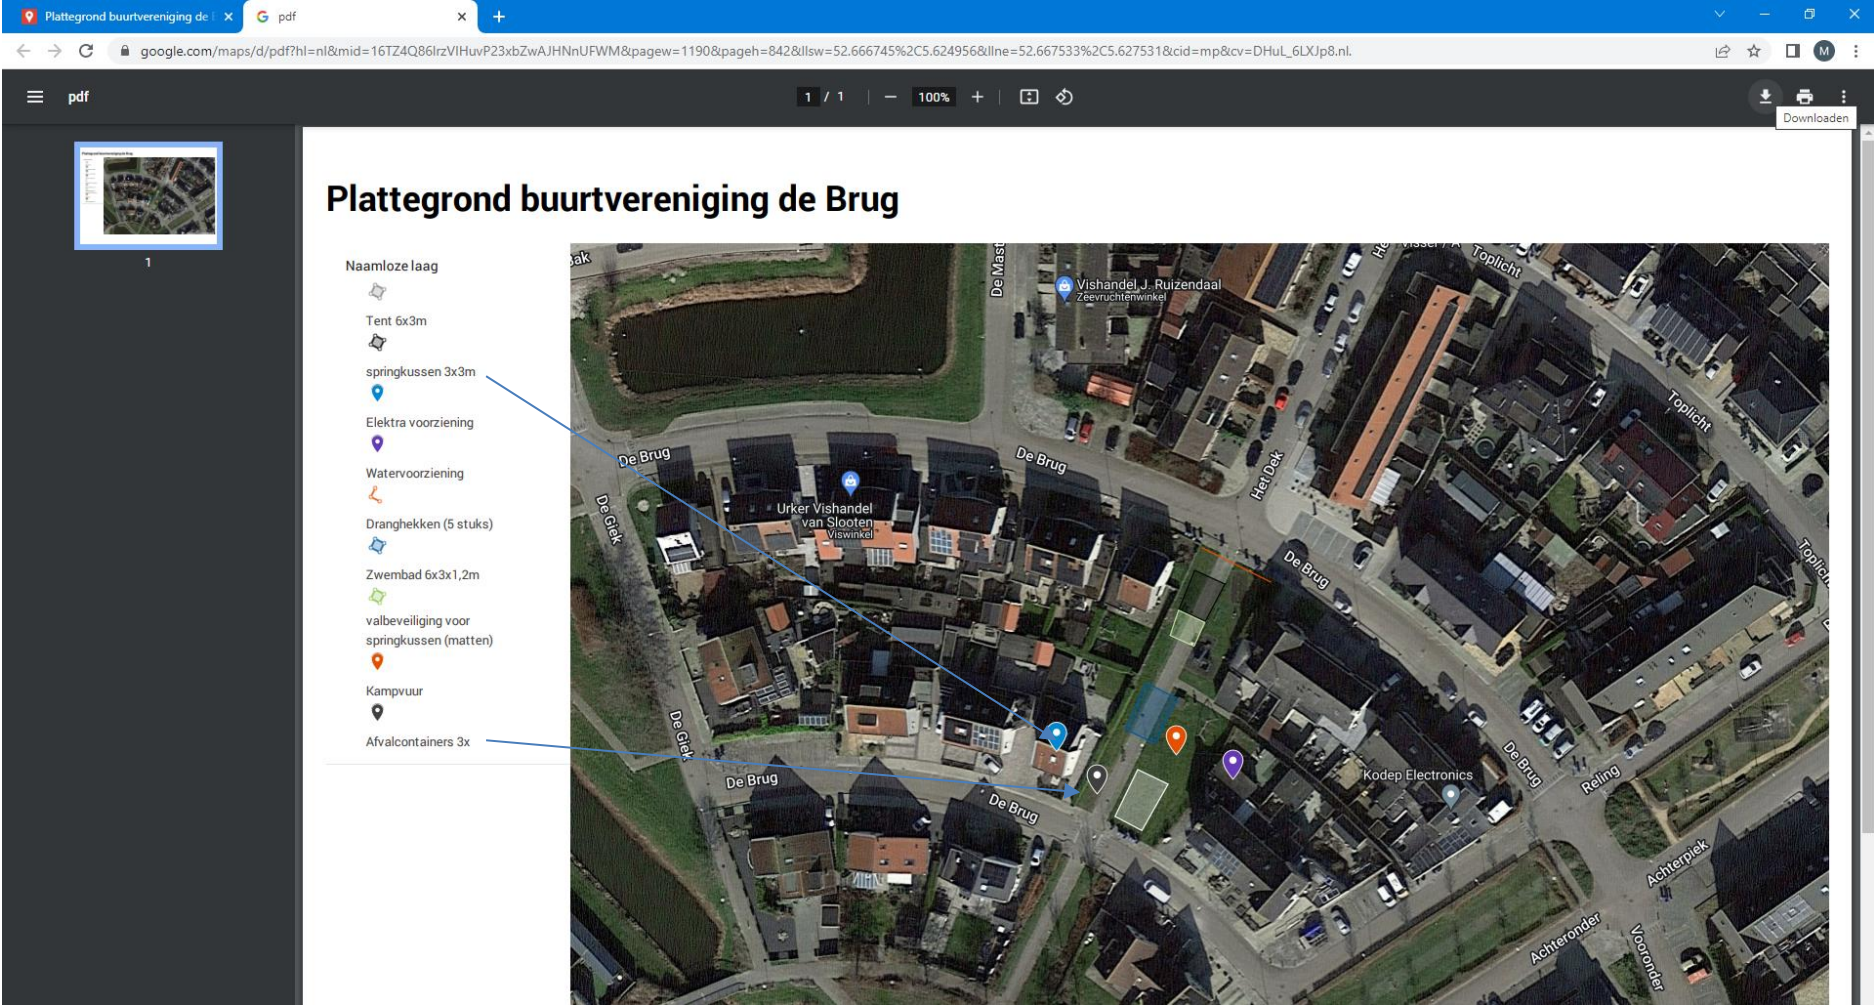 Plattegrond buurtvereniging de
pdf
google.com/maps/d/pdf?hl=nl&mid=16TZ4Q86lrzVIHuvP23xbZwAJHNnUFWM&pagew=1190&pageh=842&llsw=52.666745%2C5.624956&llne=52.667533%2C5.627531&cid=mp&cv=DHuL_6LXJp8.nl.
M
pdf
1 / 1
100%
Downloaden
1
Plattegrond buurtvereniging de Brug
Naamloze laag
Tent 6x3m
springkussen 3x3m
Elektra voorziening
Watervoorziening
Dranghekken (5 stuks)
Zwembad 6x3x1,2m
valbeveiliging voor
springkussen (matten)
Kampvuur
Afvalcontainers 3x
De Mast
Toplicht
Vishandel J. Ruizendaal
Zeevruchtenwinkel
Toplicht
De Brug
De Brug
Het Dek
De Giek
Urker Vishandel
van Slooten
Viswinkel
De Brug
Toplicht
De Giek
De Brug
De Brug
De Brug
Kodep Electronics
Reling
Achterpiek
Achteronder
Vooronder